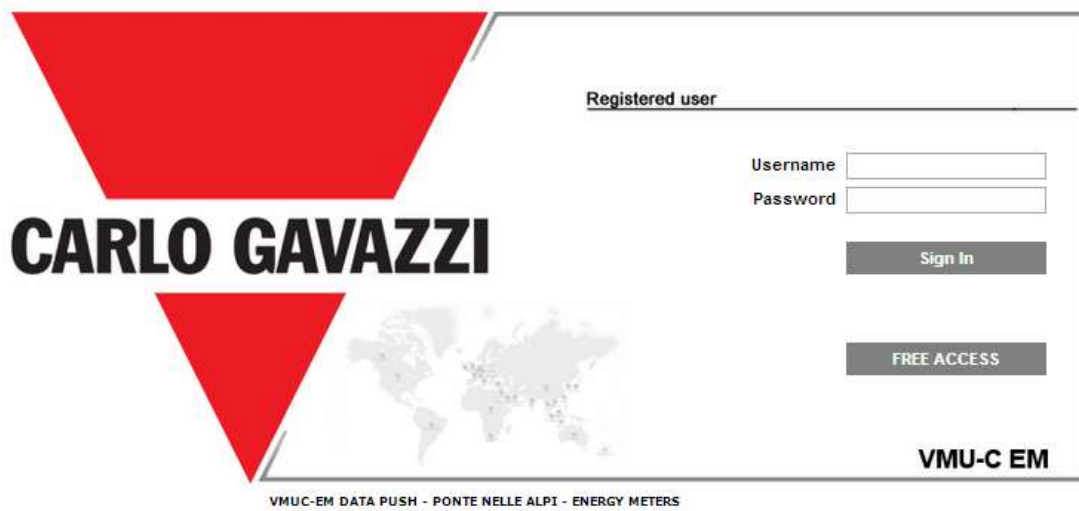 Registered user
Username
Password
CARLO GAVAZZI
Sign In
FREE ACCESS
VMU-C EM
VMUC-EM DATA PUSH - PONTE NELLE ALPI - ENERGY METERS